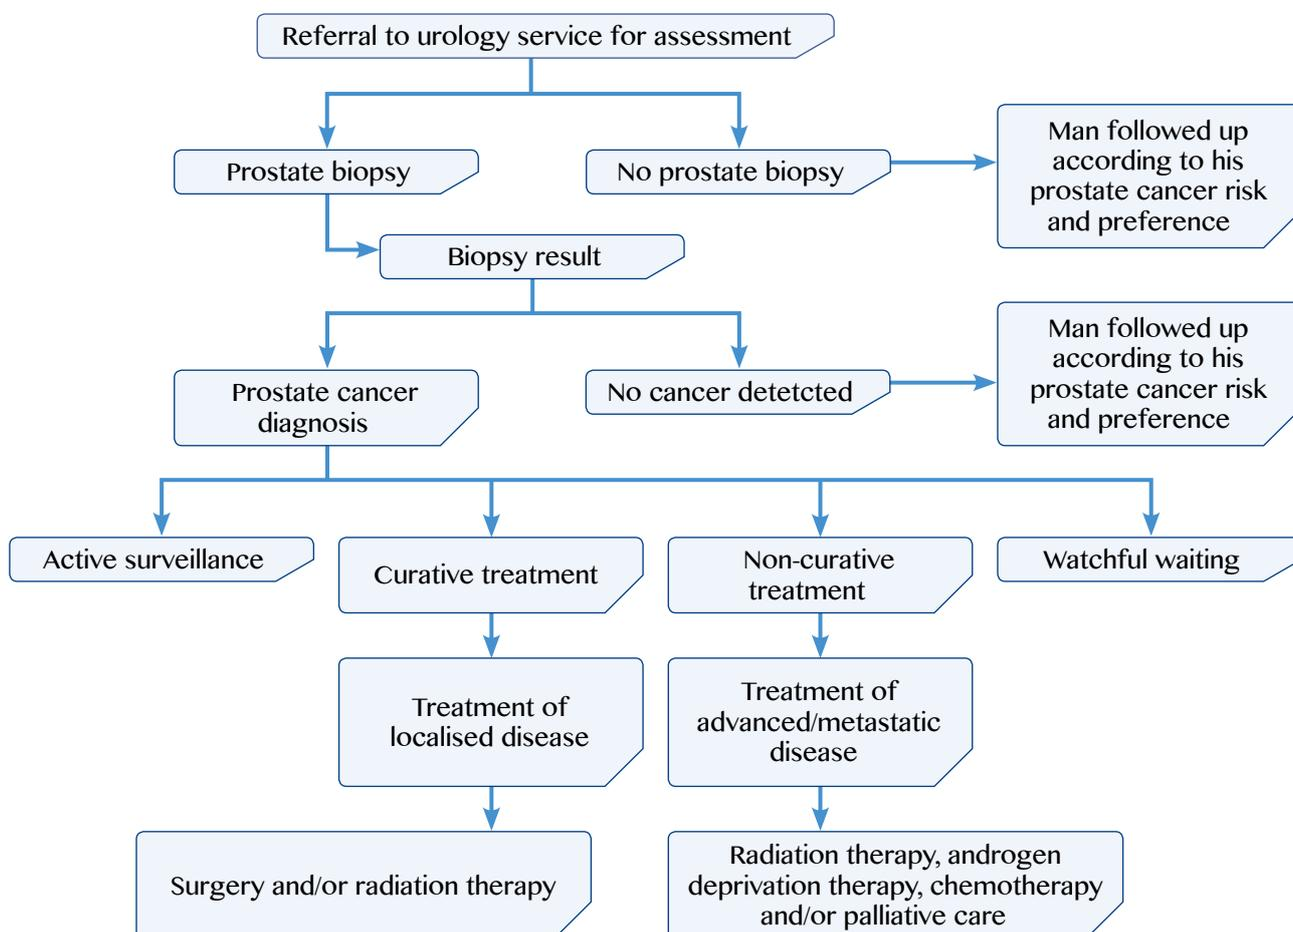 Referral to urology service for assessment
Prostate biopsy
No prostate biopsy
Man followed up
according to his
prostate cancer risk
and preference
Biopsy result
Prostate cancer
diagnosis
No cancer detetcted
Man followed up
according to his
prostate cancer risk
and preference
Active surveillance
Curative treatment
Non-curative
treatment
Watchful waiting
Treatment of
localised disease
Treatment of
advanced/metastatic
disease
Surgery and/or radiation therapy
Radiation therapy, androgen
deprivation therapy, chemotherapy
and/or palliative care